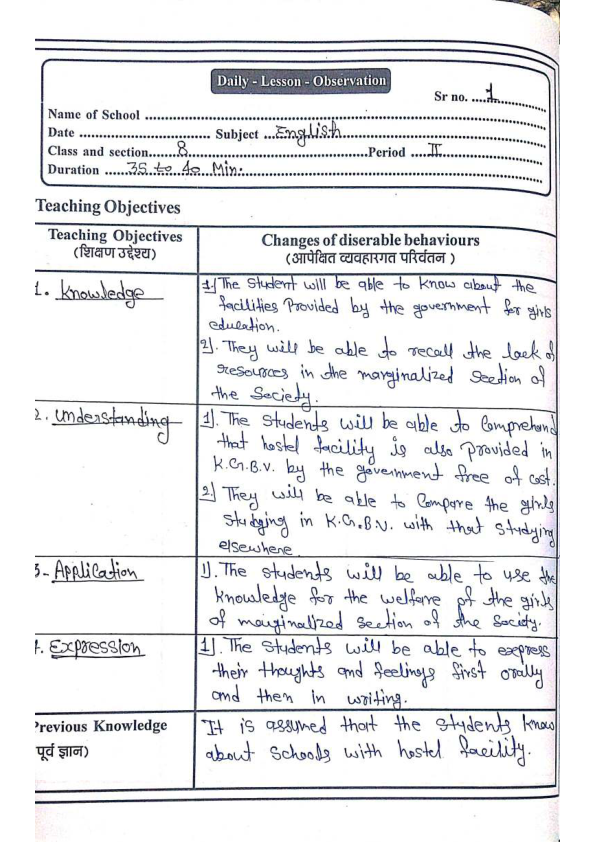 Daily - Lesson - Observation
Sr no. ...1...
Name of School ...
Date ... Subject ...English...
Class and section...8...Period ...II...
Duration ...35 to 40 Min....
Teaching Objectives
Teaching Objectives
(शिक्षण उद्देश्य)
Changes of diserable behaviours
(आपेक्षित व्यवहारगत परिर्वतन )
1. Knowledge
1] The Student will be able to know about the
facilities Provided by the government for girls
education.
2]. They will be able to recall the lack of
resources in the marginalized Section of
the Society.
2. Understanding
1]. The Students will be able to Comprehend
that hostel facility is also provided in
K.G.B.V. by the government free of cost.
2] They will be able to Compare the girls
Studying in K.G.B.V. with that studying
elsewhere
3- Application
1]. The students will be able to use the
Knowledge for the welfare of the girls
of marginalized section of the Society.
4. Expression
1]. The Students will be able to express
their thoughts and feelings first orally
and then in writing.
Previous Knowledge
पूर्व ज्ञान)
It is assumed that the students know
about Schools with hostel facility.